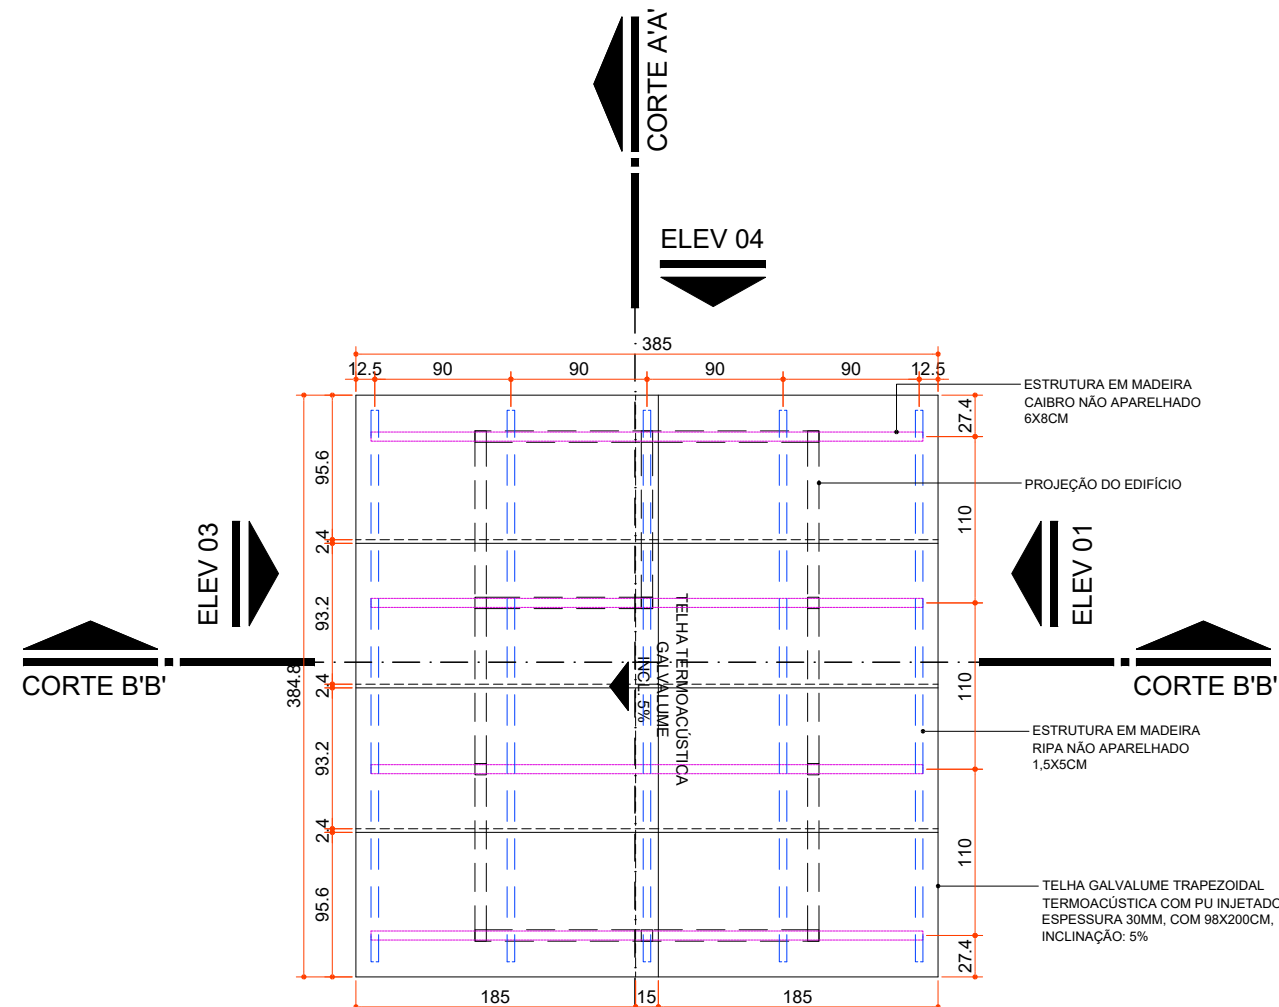 CORTE A'A'
ELEV 04
385
12.5
90
90
90
90
12.5
ESTRUTURA EM MADEIRA
CAIBRO NÃO APARELHADO
6X8CM
27.4
95.6
PROJEÇÃO DO EDIFÍCIO
110
2.4
ELEV 03
ELEV 01
93.2
TELHA TERMOACÚSTICA
GALVALUME
INCL. 5%
CORTE B'B'
CORTE B'B'
384.8
2.4
110
ESTRUTURA EM MADEIRA
RIPA NÃO APARELHADO
1,5X5CM
93.2
2.4
110
95.6
TELHA GALVALUME TRAPEZOIDAL
TERMOACÚSTICA COM PU INJETADO
ESPESSURA 30MM, COM 98X200CM,
INCLINAÇÃO: 5%
27.4
185
15
185